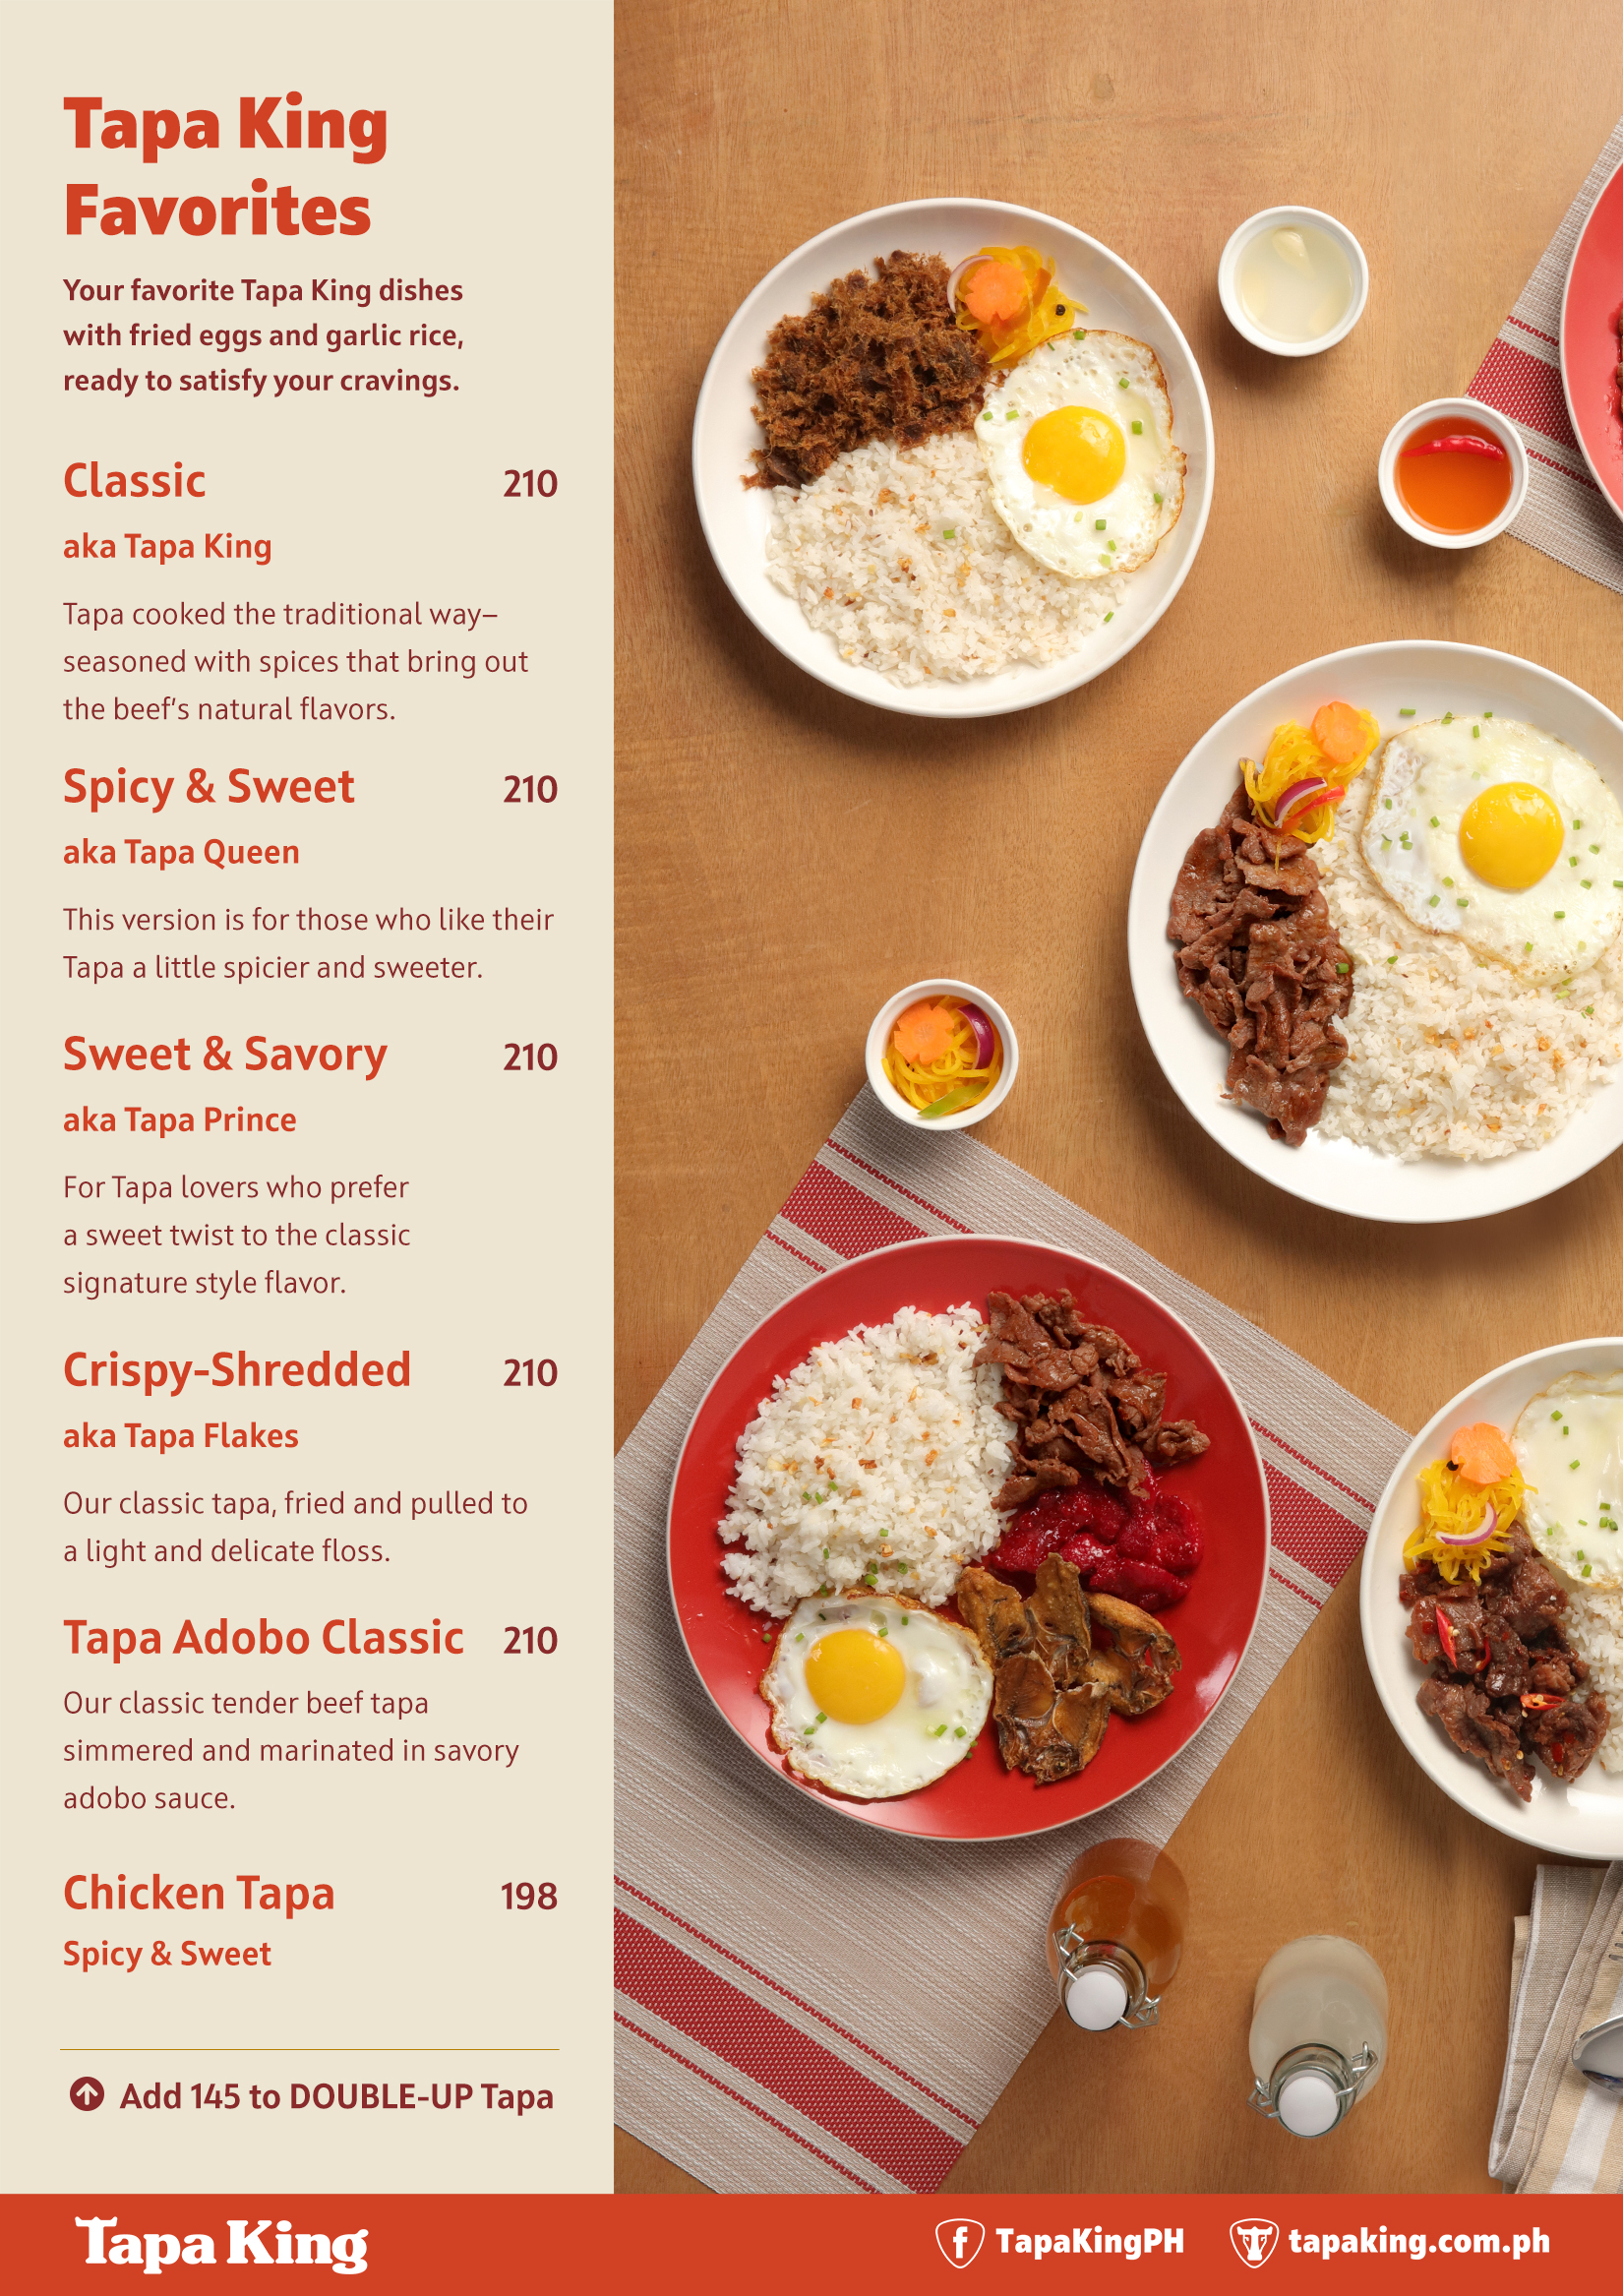 Tapa King
Favorites
Your favorite Tapa King dishes
with fried eggs and garlic rice,
ready to satisfy your cravings.
Classic 210
aka Tapa King
Tapa cooked the traditional way–
seasoned with spices that bring out
the beef's natural flavors.
Spicy & Sweet 210
aka Tapa Queen
This version is for those who like their
Tapa a little spicier and sweeter.
Sweet & Savory 210
aka Tapa Prince
For Tapa lovers who prefer
a sweet twist to the classic
signature style flavor.
Crispy-Shredded 210
aka Tapa Flakes
Our classic tapa, fried and pulled to
a light and delicate floss.
Tapa Adobo Classic 210
Our classic tender beef tapa
simmered and marinated in savory
adobo sauce.
Chicken Tapa 198
Spicy & Sweet
Add 145 to DOUBLE-UP Tapa
Tapa King
f TapaKingPH
tapaking.com.ph